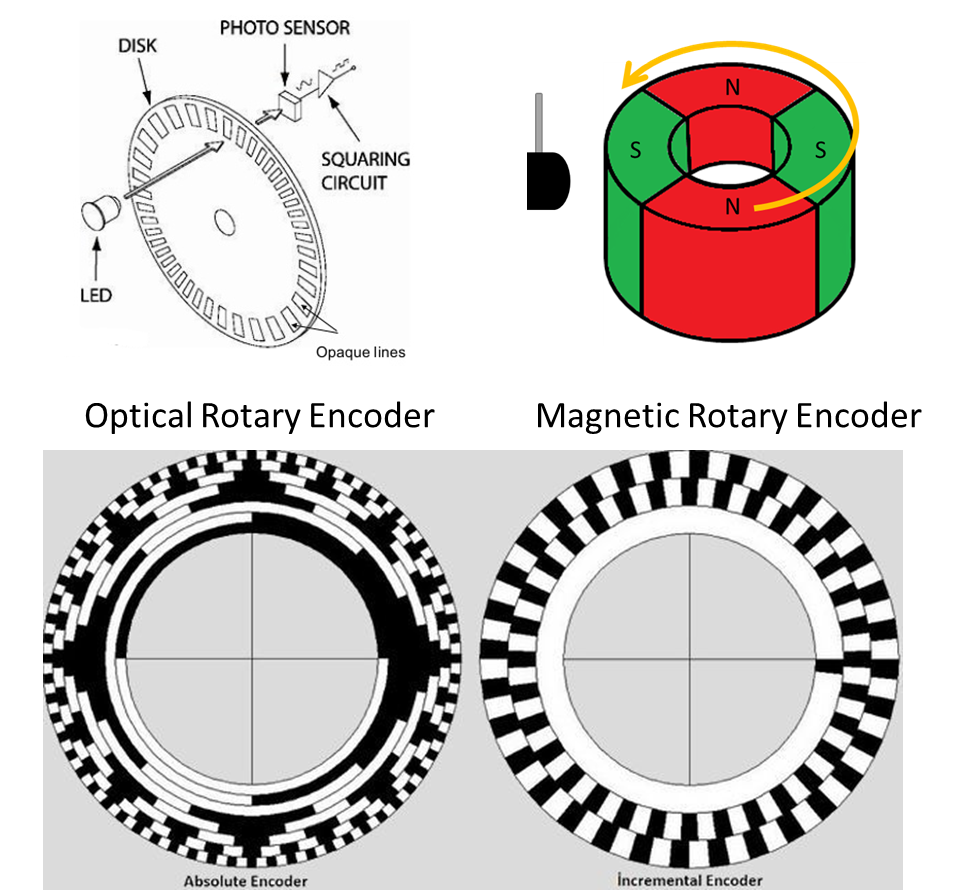 PHOTO SENSOR
DISK
SQUARING
CIRCUIT
LED
Opaque lines
N
S
S
N
Optical Rotary Encoder
Magnetic Rotary Encoder
Absolute Encoder
İncremental Encoder